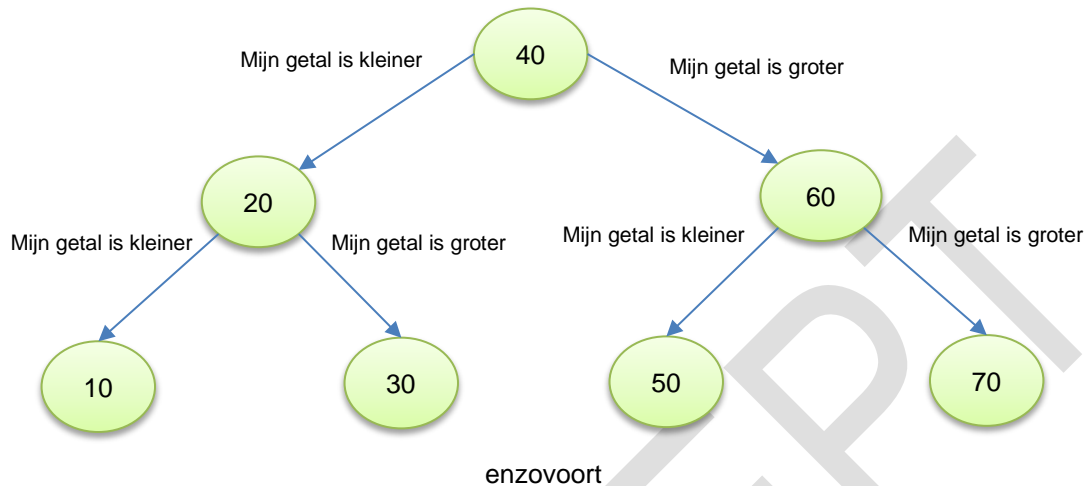 40
Mijn getal is kleiner
Mijn getal is groter
20
60
Mijn getal is kleiner
Mijn getal is groter
Mijn getal is kleiner
Mijn getal is groter
10
30
50
70
enzovoort
EPT